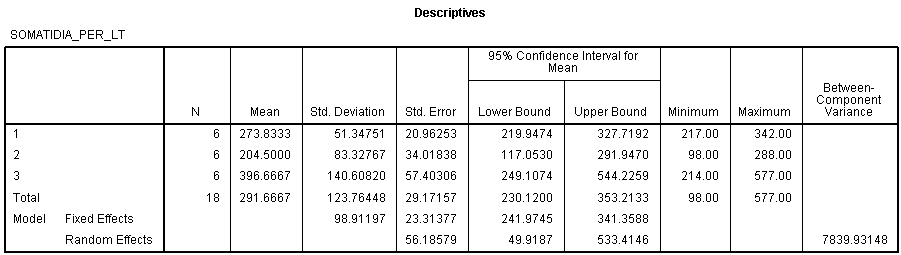 Descriptives
SOMATIDIA_PER_LT
95% Confidence Interval for Mean
N Mean Std. Deviation Std. Error Lower Bound Upper Bound Minimum Maximum Between-Component Variance
1 6 273.8333 51.34751 20.96253 219.9474 327.7192 217.00 342.00
2 6 204.5000 83.32767 34.01838 117.0530 291.9470 98.00 288.00
3 6 396.6667 140.60820 57.40306 249.1074 544.2259 214.00 577.00
Total 18 291.6667 123.76448 29.17157 230.1200 353.2133 98.00 577.00
Model Fixed Effects 98.91197 23.31377 241.9745 341.3588
Random Effects 56.18579 49.9187 533.4146 7839.93148